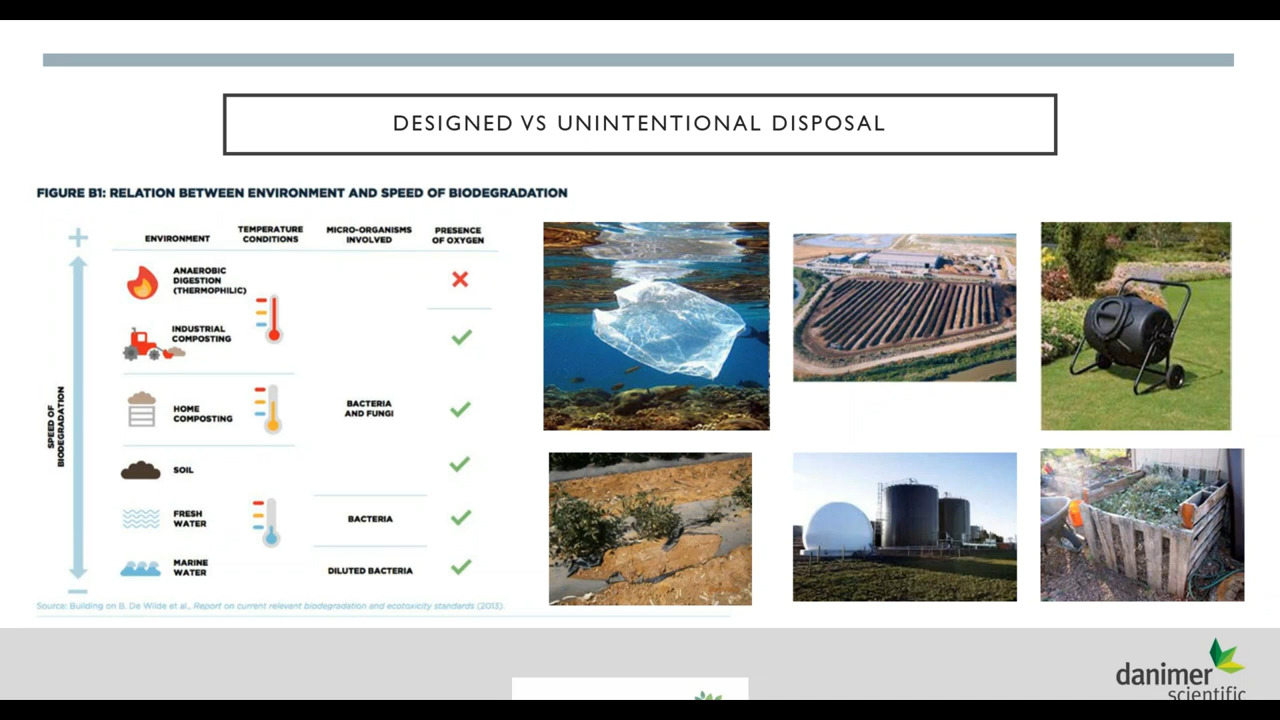 DESIGNED VS UNINTENTIONAL DISPOSAL
FIGURE B1: RELATION BETWEEN ENVIRONMENT AND SPEED OF BIODEGRADATION
ENVIRONMENT
TEMPERATURE
CONDITIONS
MICRO-ORGANISMS
INVOLVED
PRESENCE
OF OXYGEN
SPEED OF
BIODEGRADATION
ANAEROBIC
DIGESTION
(THERMOPHILIC)
INDUSTRIAL
COMPOSTING
HOME
COMPOSTING
BACTERIA
AND FUNGI
SOIL
FRESH
WATER
BACTERIA
MARINE
WATER
DILUTED BACTERIA
Source: Building on B. De Wilde et al., Report on current relevant biodegradation and ecotoxicity standards (2013).
danimer
scientific